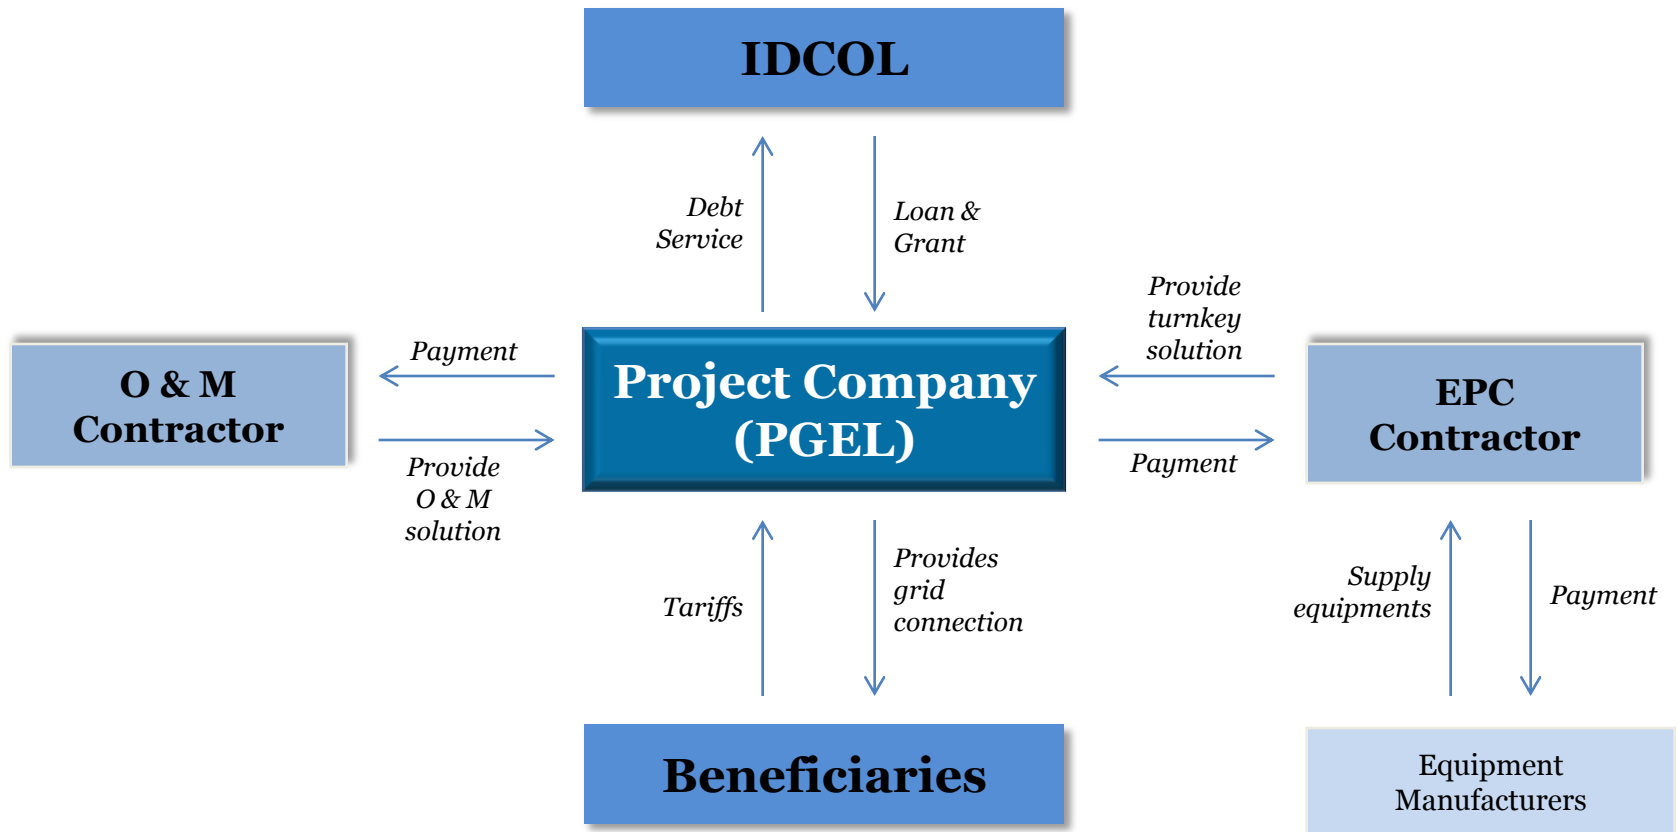 IDCOL
Debt
Service
Loan &
Grant
Provide
turnkey
solution
Payment
O & M
Contractor
Project Company
(PGEL)
EPC
Contractor
Provide
O & M
solution
Payment
Tariffs
Provides
grid
connection
Supply
equipments
Payment
Beneficiaries
Equipment
Manufacturers